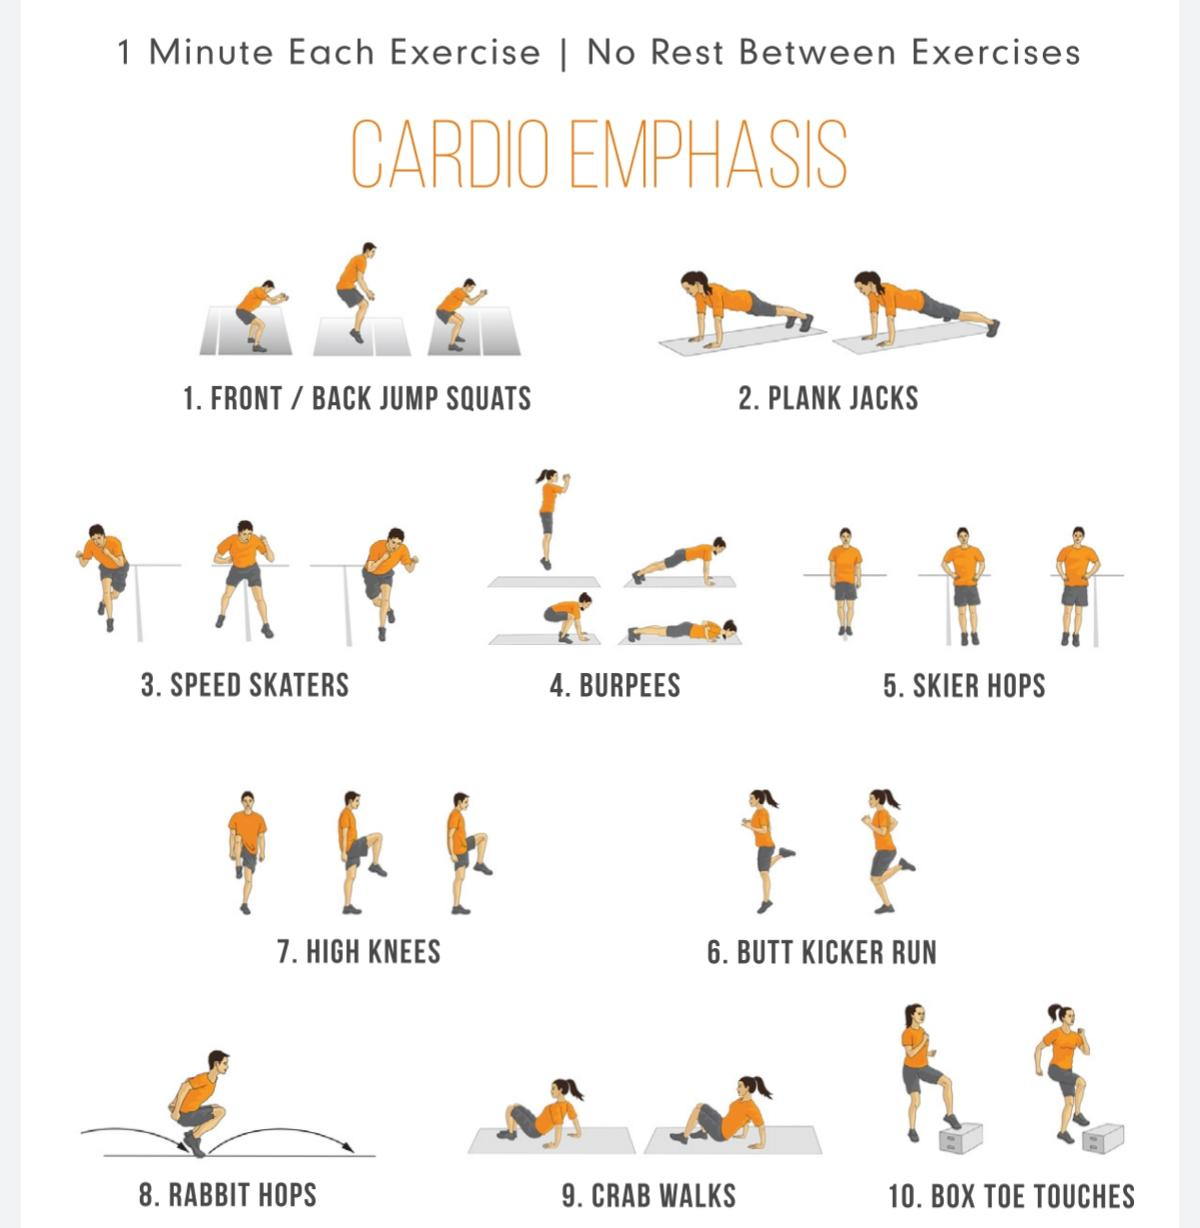 1 Minute Each Exercise | No Rest Between Exercises
CARDIO EMPHASIS
1. FRONT / BACK JUMP SQUATS
2. PLANK JACKS
3. SPEED SKATERS
4. BURPEES
5. SKIER HOPS
7. HIGH KNEES
6. BUTT KICKER RUN
8. RABBIT HOPS
9. CRAB WALKS
10. BOX TOE TOUCHES